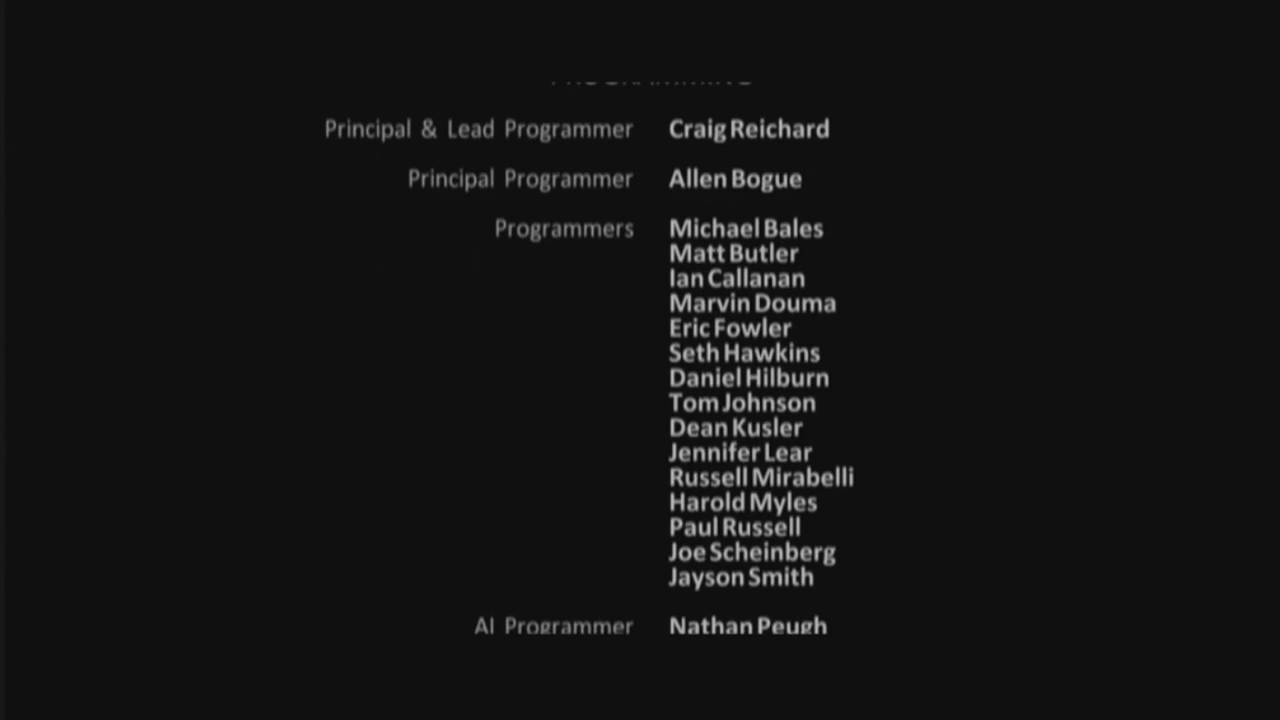 Principal & Lead Programmer Craig Reichard
Principal Programmer Allen Bogue
Programmers Michael Bales
Matt Butler
Ian Callanan
Marvin Douma
Eric Fowler
Seth Hawkins
Daniel Hilburn
Tom Johnson
Dean Kusler
Jennifer Lear
Russell Mirabelli
Harold Myles
Paul Russell
Joe Scheinberg
Jayson Smith
AI Programmer Nathan Peugh